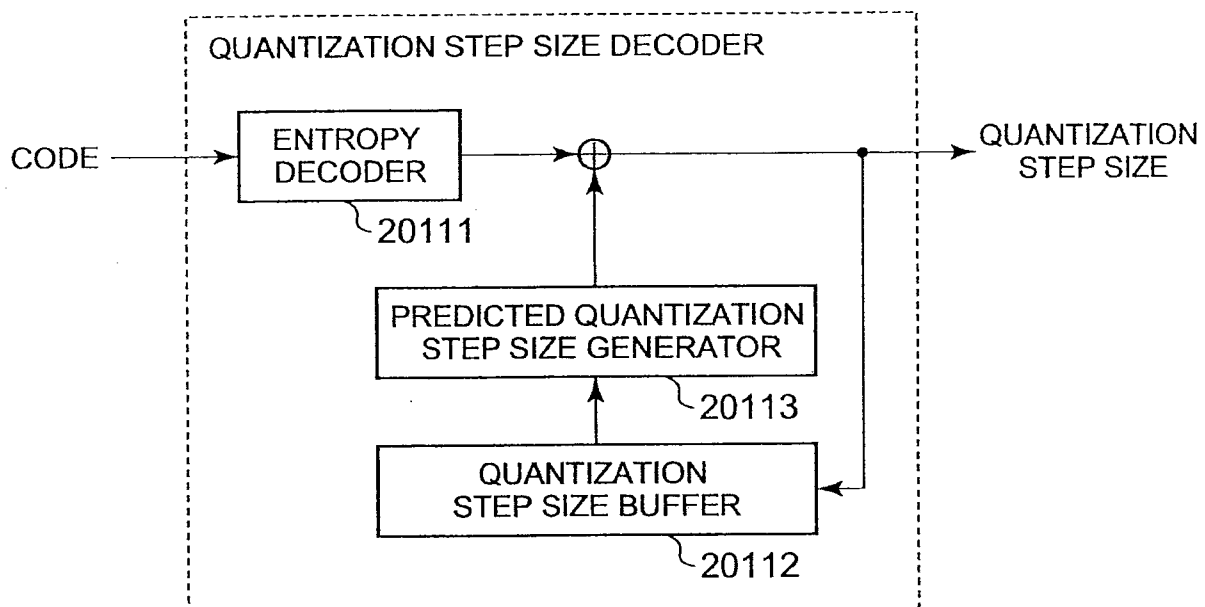 QUANTIZATION STEP SIZE DECODER
CODE
ENTROPY
DECODER
20111
QUANTIZATION
STEP SIZE
PREDICTED QUANTIZATION
STEP SIZE GENERATOR
20113
QUANTIZATION
STEP SIZE BUFFER
20112